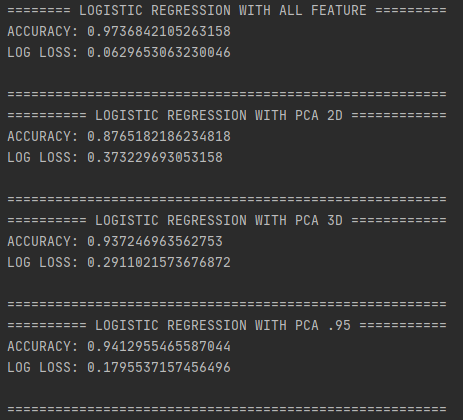 ======== LOGISTIC REGRESSION WITH ALL FEATURE =========
ACCURACY: 0.9736842105263158
LOG LOSS: 0.0629653063230046
=======================================================
========== LOGISTIC REGRESSION WITH PCA 2D ============
ACCURACY: 0.8765182186234818
LOG LOSS: 0.373229693053158
=======================================================
========== LOGISTIC REGRESSION WITH PCA 3D ============
ACCURACY: 0.937246963562753
LOG LOSS: 0.2911021573676872
=======================================================
========== LOGISTIC REGRESSION WITH PCA .95 ===========
ACCURACY: 0.9412955465587044
LOG LOSS: 0.1795537157456496
=======================================================